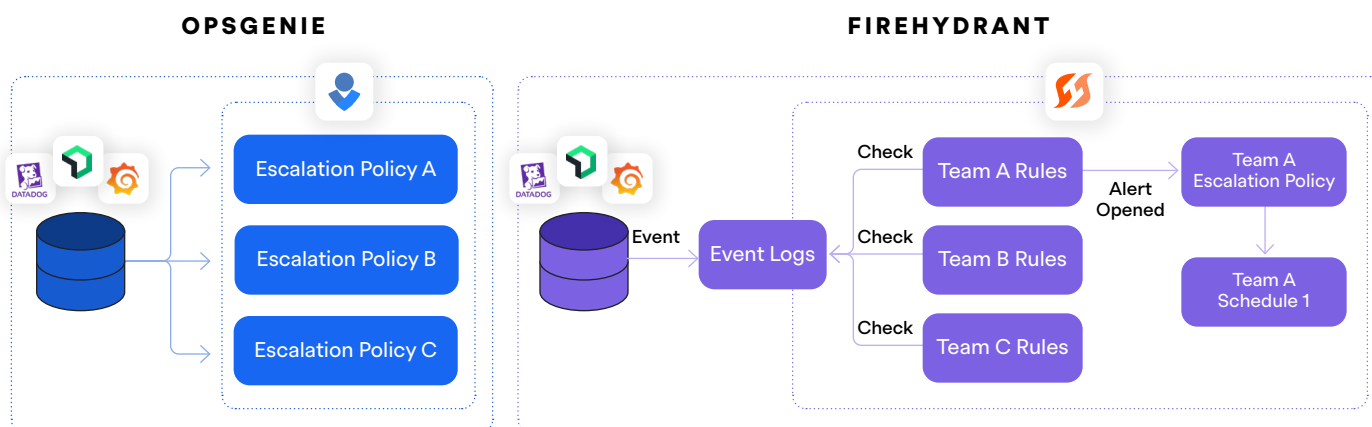 OPSGENIE
DATADOG
Escalation Policy A
Escalation Policy B
Escalation Policy C
FIREHYDRANT
DATADOG
Event
Event Logs
Check
Team A Rules
Check
Team B Rules
Check
Team C Rules
Alert
Opened
Team A
Escalation Policy
Team A
Schedule 1